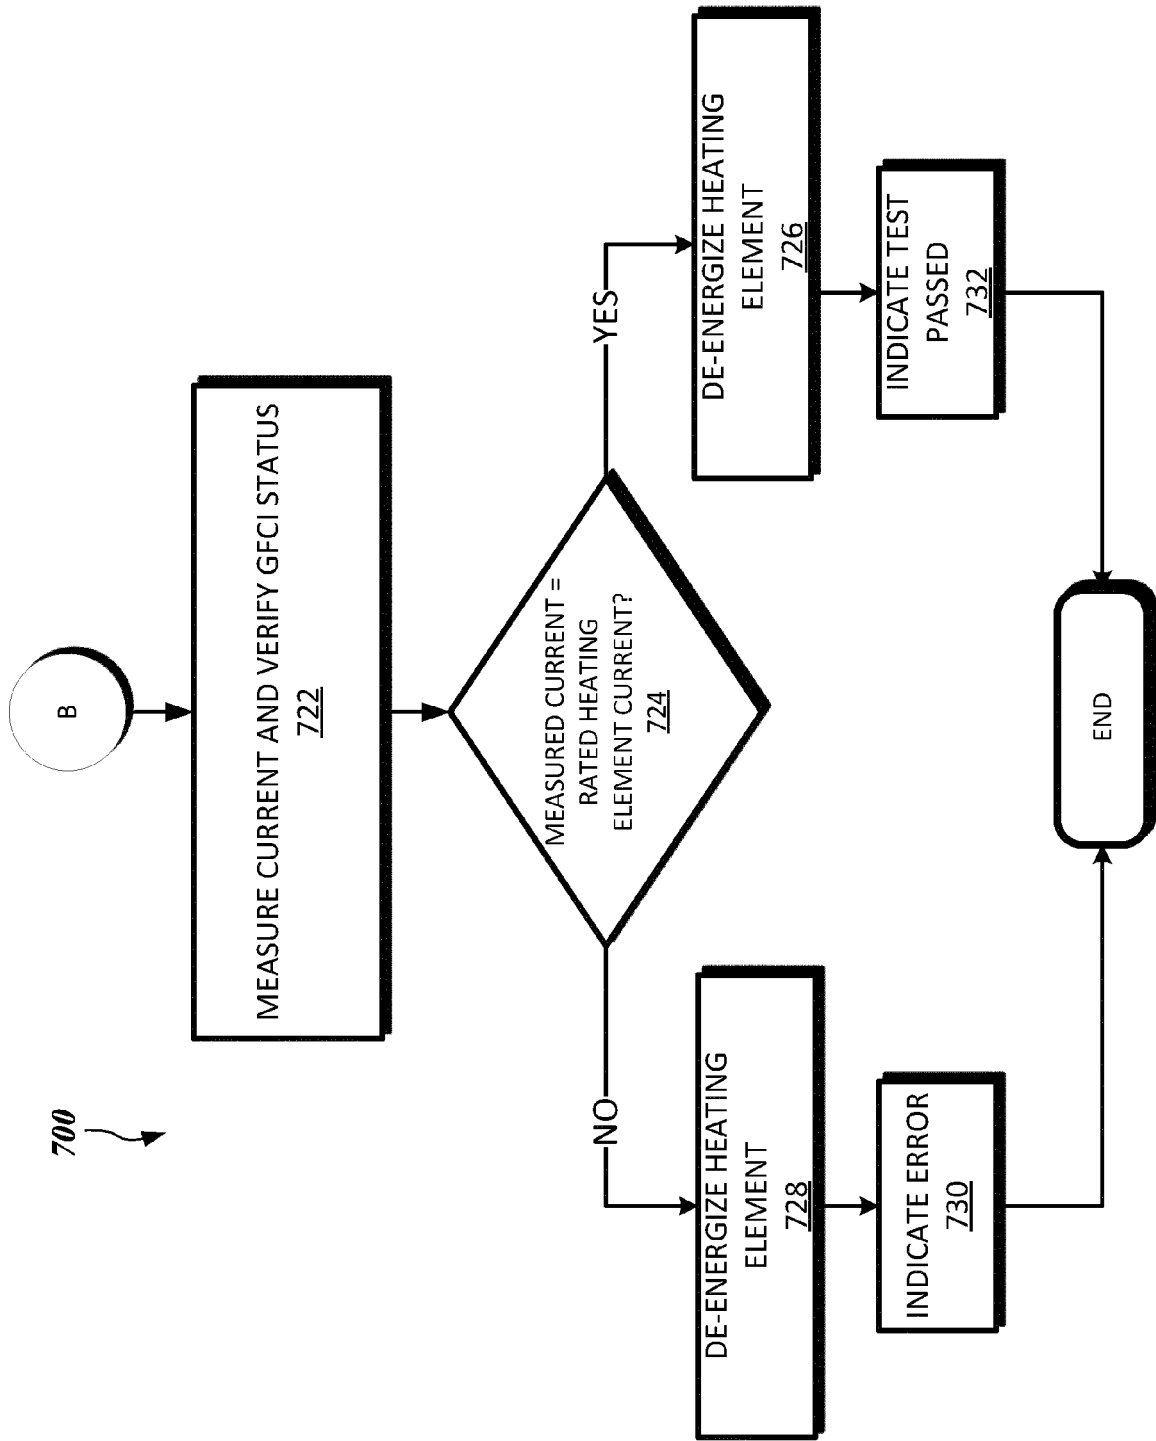 700
B
MEASURE CURRENT AND VERIFY GFCI STATUS
722
MEASURED CURRENT =
RATED HEATING
ELEMENT CURRENT?
724
NO
YES
DE-ENERGIZE HEATING
ELEMENT
728
DE-ENERGIZE HEATING
ELEMENT
726
INDICATE ERROR
730
INDICATE TEST
PASSED
732
END